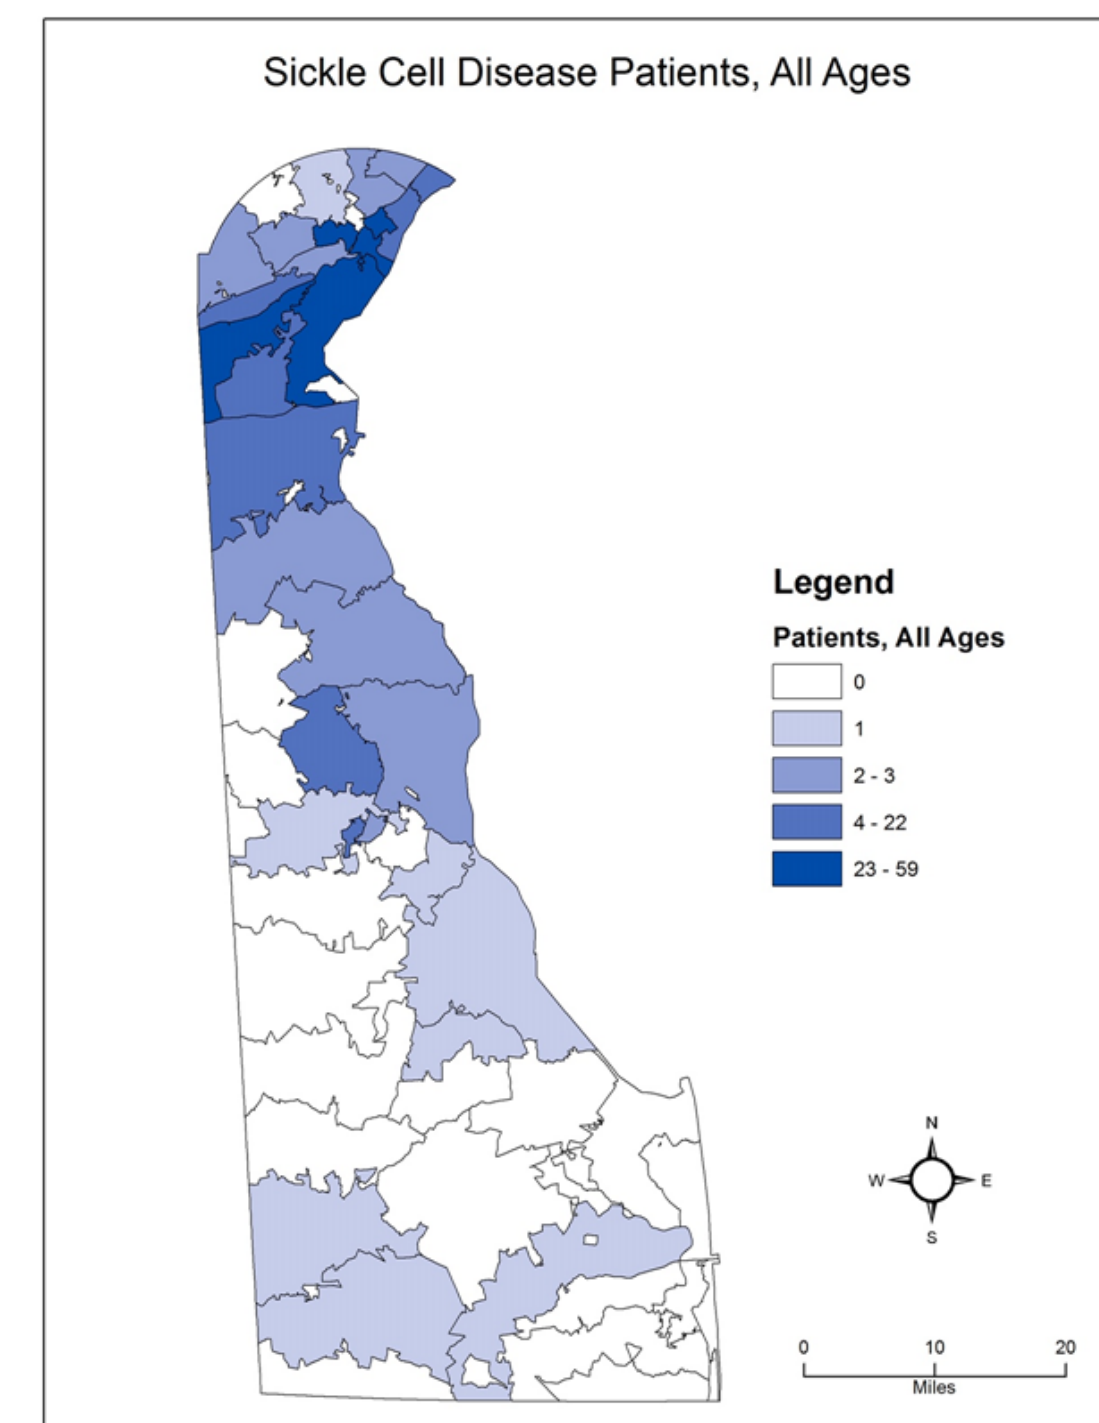 Sickle Cell Disease Patients, All Ages
Legend
Patients, All Ages
0
1
2 - 3
4 - 22
23 - 59
N
W E
S
0 10 20
Miles